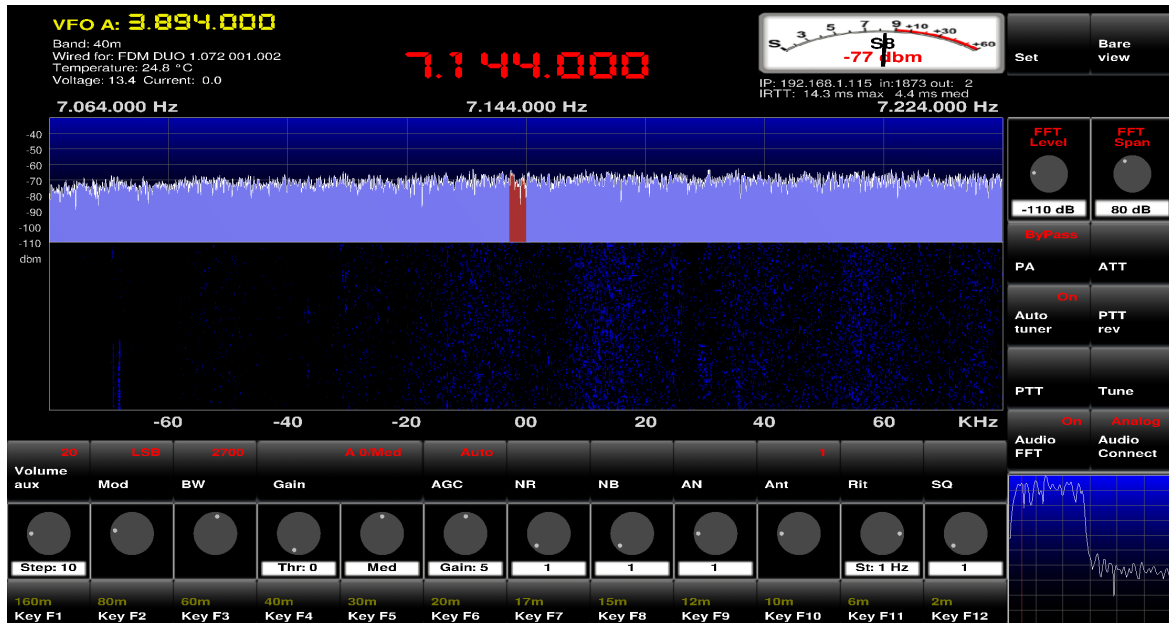 VFO A: 3.894.000
Band: 40m
Wired for: FDM DUO 1.072 001.002
Temperature: 24.8 °C
Voltage: 13.4 Current: 0.0
7.144.000
S 3 5 7 9 +10 +30 +60
S8
-77 dbm
IP: 192.168.1.115 in:1873 out: 2
IRTT: 14.3 ms max 4.4 ms med
Set
Bare
view
7.064.000 Hz 7.144.000 Hz 7.224.000 Hz
-40
-50
-60
-70
-80
-90
-100
-110
dbm
FFT
Level
-110 dB
FFT
Span
80 dB
ByPass
PA
ATT
On
Auto
tuner
PTT
rev
PTT
Tune
On
Audio
FFT
Analog
Audio
Connect
-60 -40 -20 00 20 40 60 KHz
20 LSB 2700 A 0/Med Auto 1
Volume
aux Mod BW Gain AGC NR NB AN Ant Rit SQ
Step: 10 Thr: 0 Med Gain: 5 1 1 1 St: 1 Hz 1
160m 80m 60m 40m 30m 20m 17m 15m 12m 10m 6m 2m
Key F1 Key F2 Key F3 Key F4 Key F5 Key F6 Key F7 Key F8 Key F9 Key F10 Key F11 Key F12